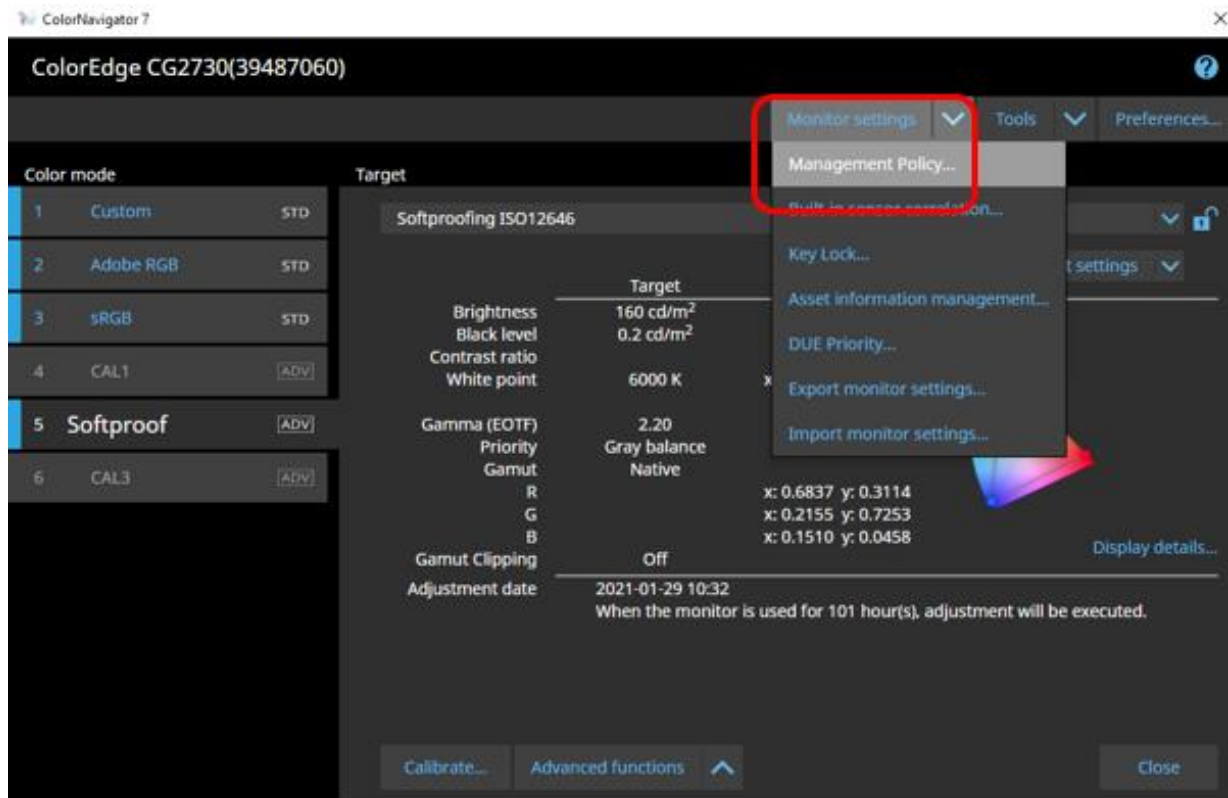 ColorNavigator 7
ColorEdge CG2730(39487060)
Monitor settings Tools Preferences...
Management Policy...
Built-in sensor correlation...
Key Lock...
Asset information management...
DUE Priority...
Export monitor settings...
Import monitor settings...
Color mode
1 Custom STD
2 Adobe RGB STD
3 sRGB STD
4 CAL1 ADV
5 Softproof ADV
6 CAL3 ADV
Target
Softproofing ISO12646
t settings
Target
Brightness 160 cd/m²
Black level 0.2 cd/m²
Contrast ratio
White point 6000 K x
Gamma (EOTF) 2.20
Priority Gray balance
Gamut Native
R x: 0.6837 y: 0.3114
G x: 0.2155 y: 0.7253
B x: 0.1510 y: 0.0458
Gamut Clipping Off
Display details...
Adjustment date 2021-01-29 10:32
When the monitor is used for 101 hour(s), adjustment will be executed.
Calibrate... Advanced functions Close